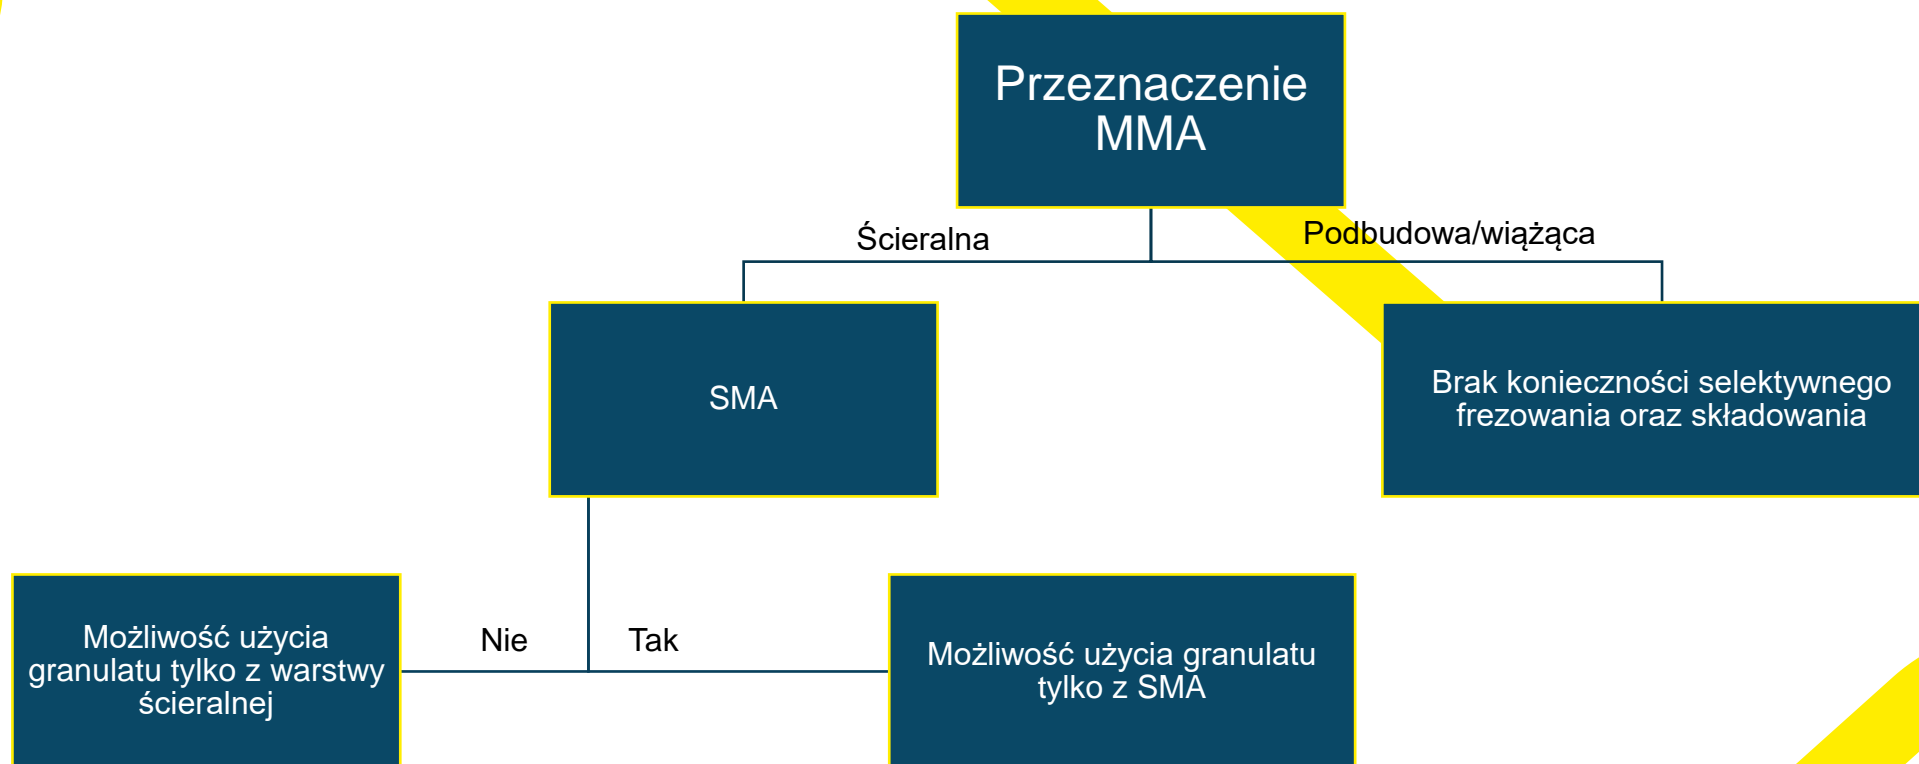 Przeznaczenie
MMA
Ścieralna
Podbudowa/wiążąca
SMA
Brak konieczności selektywnego
frezowania oraz składowania
Nie
Tak
Możliwość użycia
granulatu tylko z warstwy
ścieralnej
Możliwość użycia granulatu
tylko z SMA